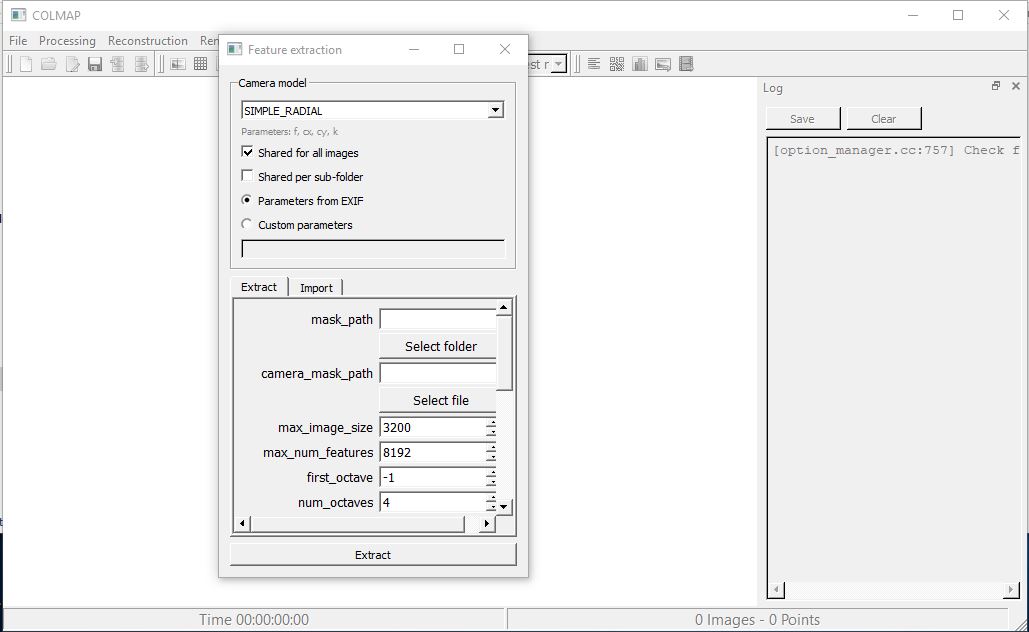 COLMAP
File Processing Reconstruction
Feature extraction
Camera model
SIMPLE_RADIAL
Parameters: f, cx, cy, k
Shared for all images
Shared per sub-folder
Parameters from EXIF
Custom parameters
Extract Import
mask_path
Select folder
camera_mask_path
Select file
max_image_size 3200
max_num_features 8192
first_octave -1
num_octaves 4
Extract
Log
Save Clear
[option_manager.cc:757] Check f
Time 00:00:00:00
0 Images - 0 Points